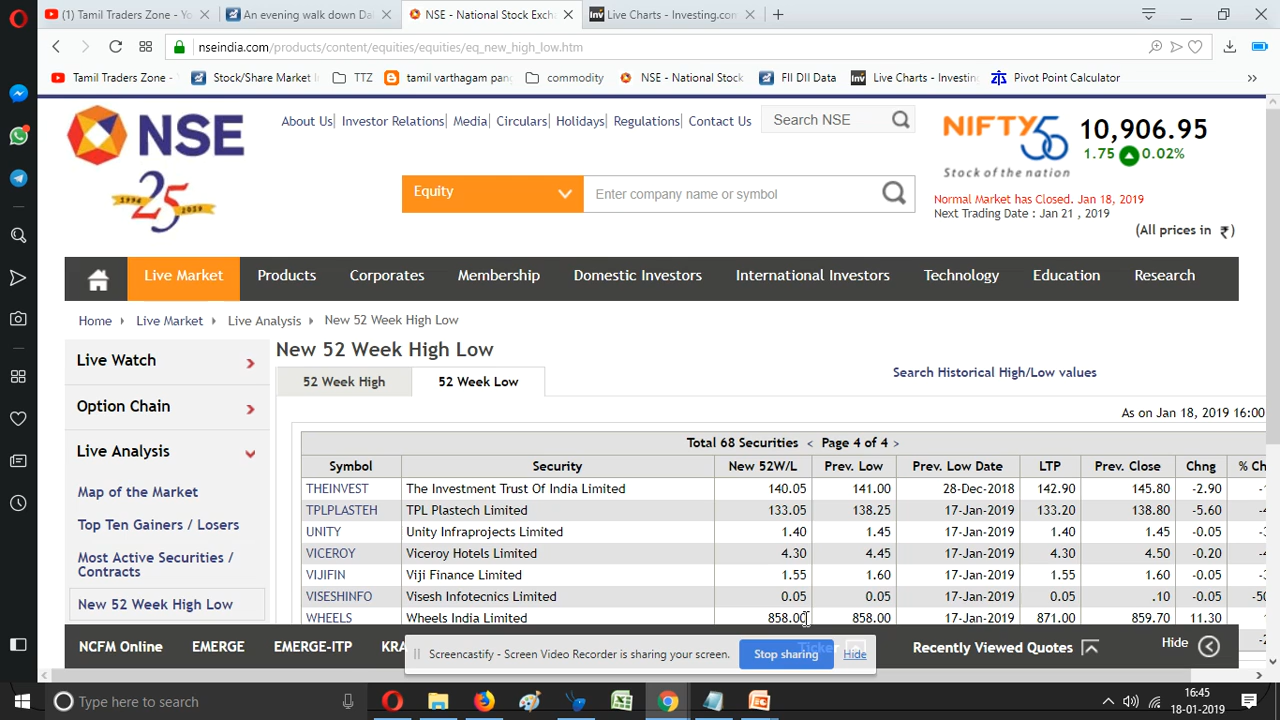 (1) Tamil Traders Zone - Yo
An evening walk down Da
NSE - National Stock Exch
Live Charts - Investing.co
nseindia.com/products/content/equities/equities/eq_new_high_low.htm
Tamil Traders Zone -
Stock/Share Market I
TTZ
tamil varthagam pan
commodity
NSE - National Stock
FII DII Data
Live Charts - Investin
Pivot Point Calculator
NSE
1994 25 2019
About Us| Investor Relations| Media| Circulars| Holidays| Regulations| Contact Us
Search NSE
Equity
Enter company name or symbol
NIFTY50
Stock of the nation
10,906.95
1.75 0.02%
Normal Market has Closed. Jan 18, 2019
Next Trading Date : Jan 21 , 2019
(All prices in ₹)
Live Market Products Corporates Membership Domestic Investors International Investors Technology Education Research
Home Live Market Live Analysis New 52 Week High Low
Live Watch
Option Chain
Live Analysis
Map of the Market
Top Ten Gainers / Losers
Most Active Securities /
Contracts
New 52 Week High Low
New 52 Week High Low
52 Week High 52 Week Low
Search Historical High/Low values
As on Jan 18, 2019 16:00
Total 68 Securities < Page 4 of 4 >
Symbol Security New 52W/L Prev. Low Prev. Low Date LTP Prev. Close Chng % Ch
THEINVEST The Investment Trust Of India Limited 140.05 141.00 28-Dec-2018 142.90 145.80 -2.90
TPLPLASTEH TPL Plastech Limited 133.05 138.25 17-Jan-2019 133.20 138.80 -5.60
UNITY Unity Infraprojects Limited 1.40 1.45 17-Jan-2019 1.40 1.45 -0.05
VICEROY Viceroy Hotels Limited 4.30 4.45 17-Jan-2019 4.30 4.50 -0.20
VIJIFIN Viji Finance Limited 1.55 1.60 17-Jan-2019 1.55 1.60 -0.05
VISESHINFO Visesh Infotecnics Limited 0.05 0.05 17-Jan-2019 0.05 .10 -0.05 -50
WHEELS Wheels India Limited 858.00 858.00 17-Jan-2019 871.00 859.70 11.30
NCFM Online EMERGE EMERGE-ITP KRA
Ticker
Recently Viewed Quotes
Hide
Screencastify - Screen Video Recorder is sharing your screen.
Stop sharing
Hide
Type here to search
16:45
18-01-2019